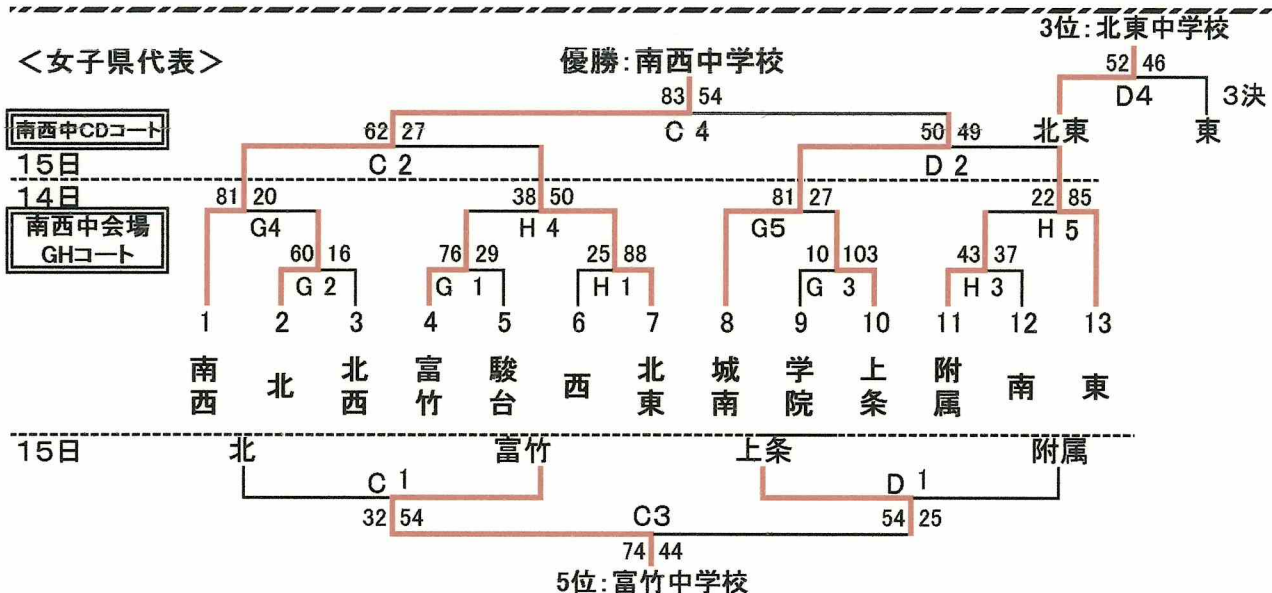 3位:北東中学校
<女子県代表>
優勝:南西中学校
52 46
D4
3決
北東
東
83 54
C 4
南西中CDコート
62 27
C 2
50 49
D 2
15日
14日
南西中会場
GHコート
81 20
G4
38 50
H 4
81 27
G5
22 85
H 5
60 16
G 2
76 29
G 1
25 88
H 1
10 103
G 3
43 37
H 3
1 2 3 4 5 6 7 8 9 10 11 12 13
南西 北 北西 富竹 駿台 西 北東 城南 学院 上条 附属 南 東
15日
北 富竹 上条 附属
C 1
D 1
32 54
C3
54 25
74 44
5位:富竹中学校